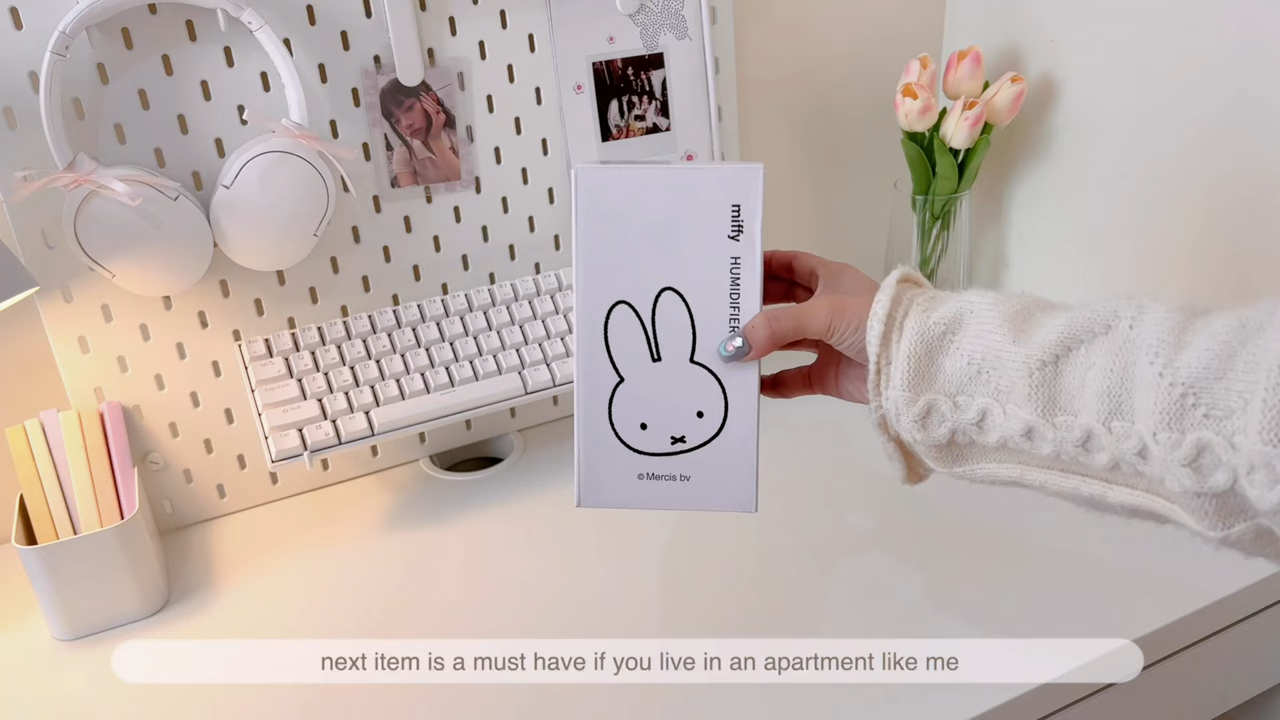 miffy HUMIDIFIER
© Mercis bv
next item is a must have if you live in an apartment like me